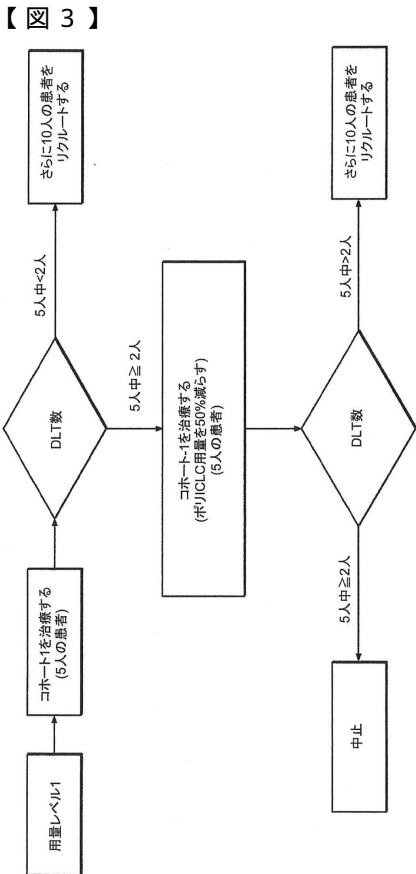 【図3】
用量レベル1
コホート1を治療する
(5人の患者)
DLT数
5人中<2人
さらに10人の患者を
リクルートする
5人中≧2人
コホート-1を治療する
(ポリICLC用量を50%減らす)
(5人の患者)
DLT数
5人中>2人
さらに10人の患者を
リクルートする
5人中≧2人
中止